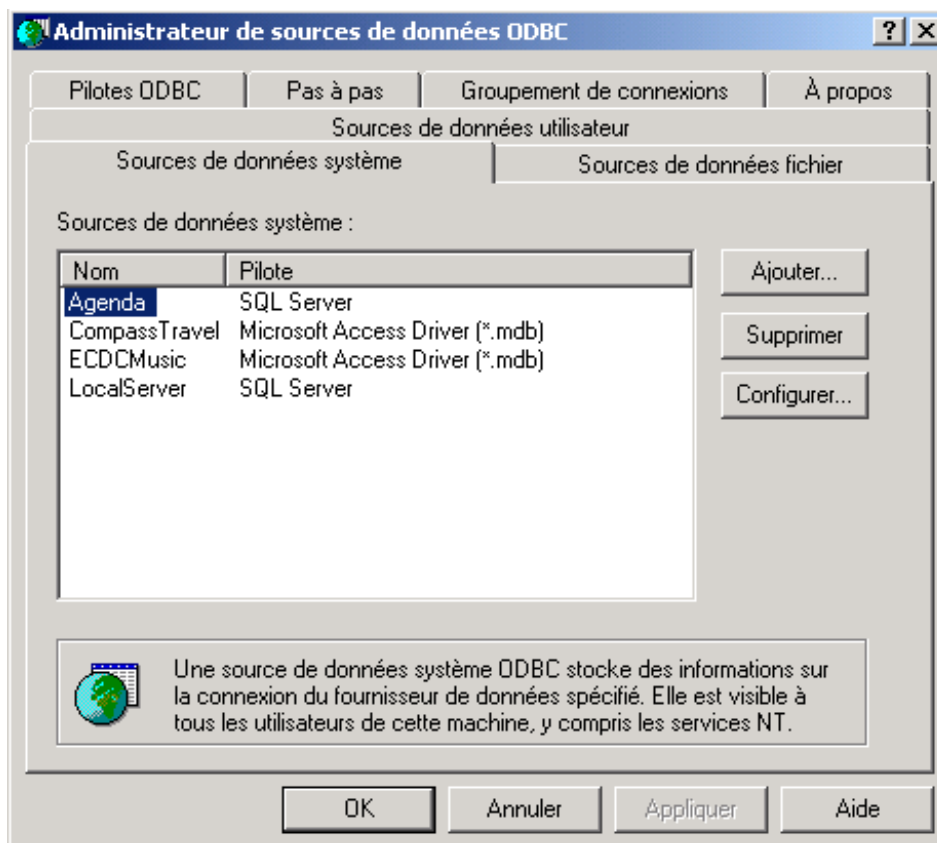 Administrateur de sources de données ODBC
Pilotes ODBC Pas à pas Groupement de connexions À propos
Sources de données utilisateur
Sources de données système Sources de données fichier
Sources de données système :
Nom Pilote
Agenda SQL Server
CompassTravel Microsoft Access Driver (*.mdb)
ECDCMusic Microsoft Access Driver (*.mdb)
LocalServer SQL Server
Ajouter...
Supprimer
Configurer...
Une source de données système ODBC stocke des informations sur
la connexion du fournisseur de données spécifié. Elle est visible à
tous les utilisateurs de cette machine, y compris les services NT.
OK Annuler Appliquer Aide